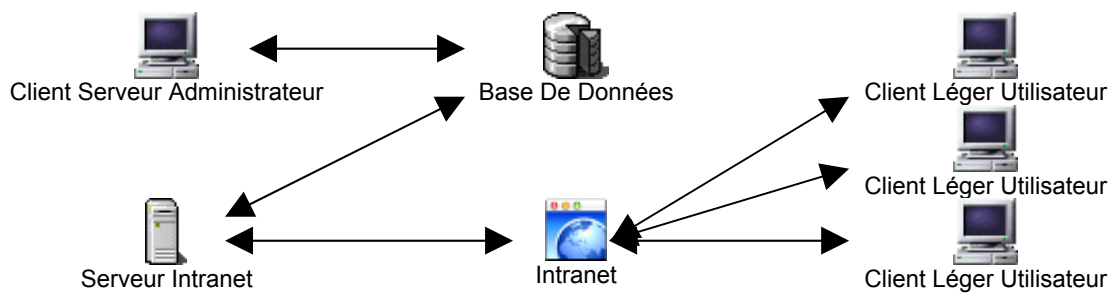 Client Serveur Administrateur
Base De Données
Client Léger Utilisateur
Client Léger Utilisateur
Serveur Intranet
Intranet
Client Léger Utilisateur